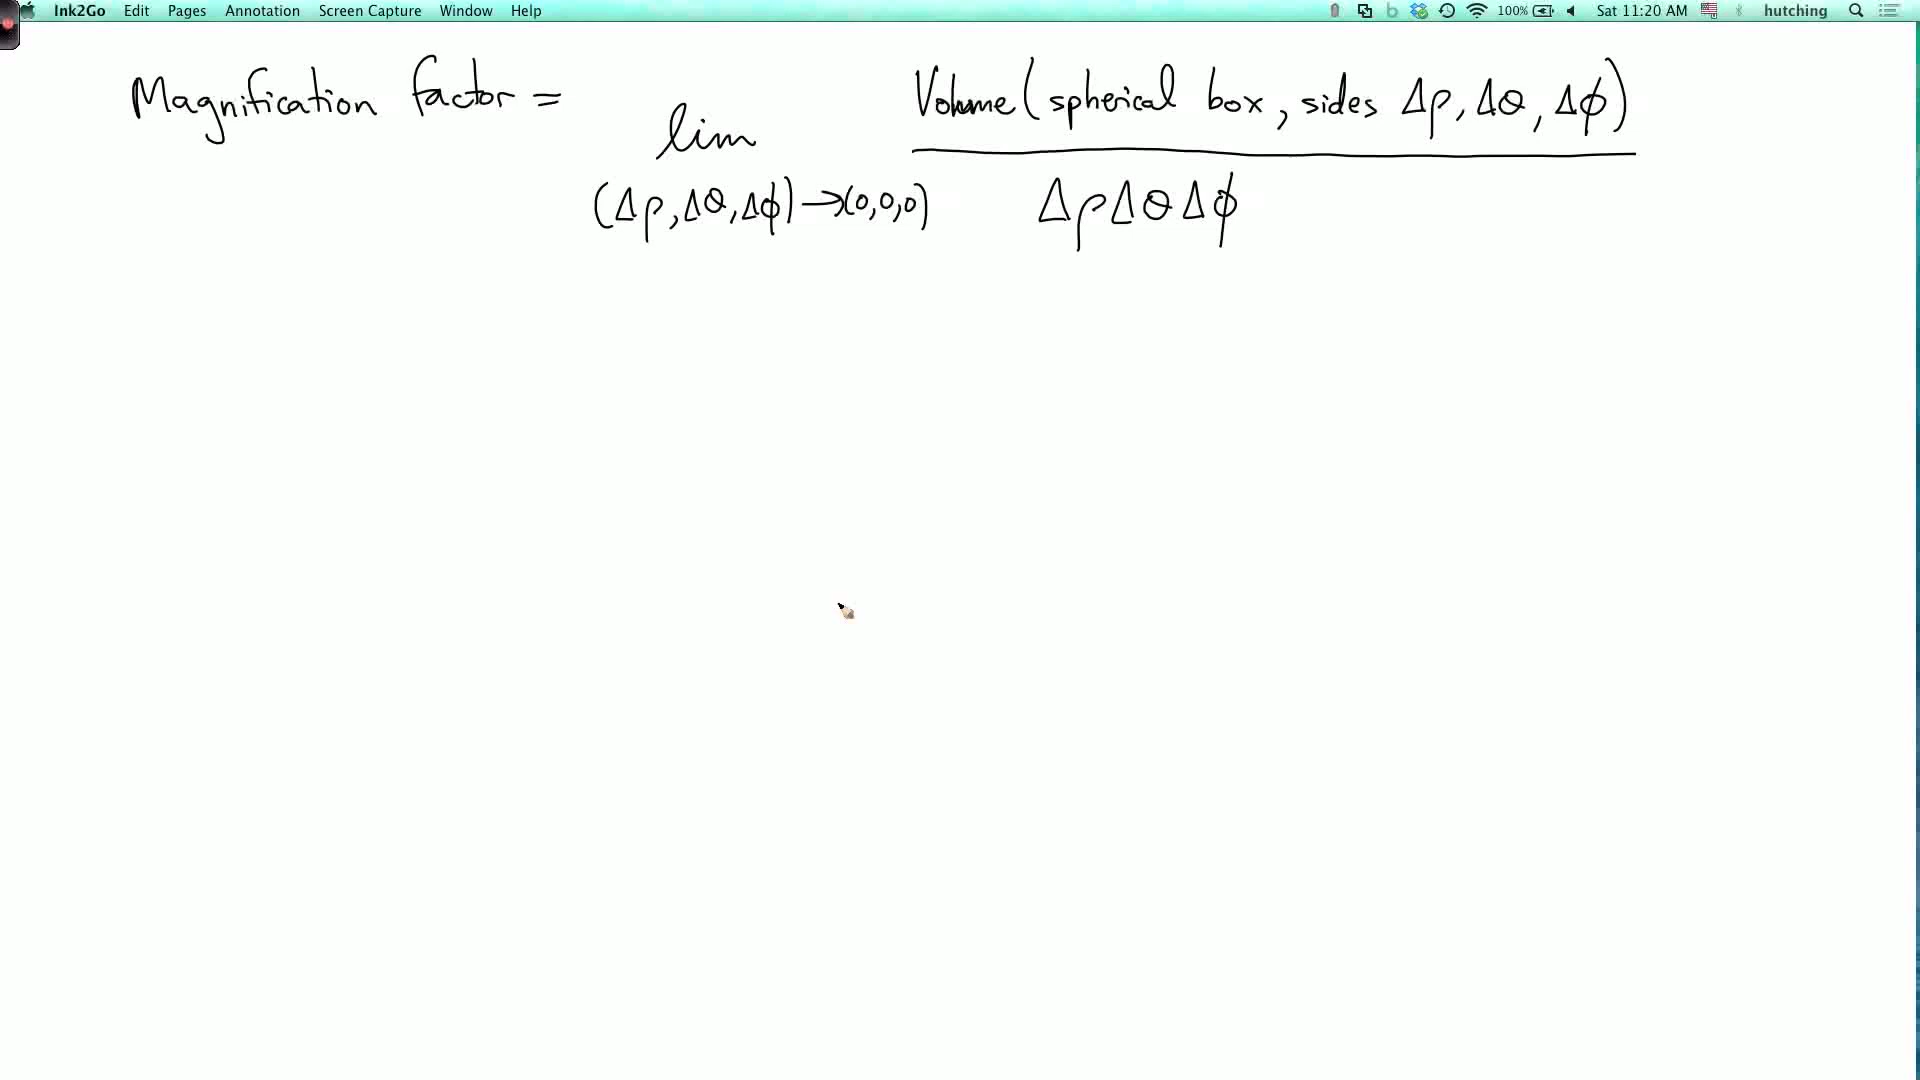 Ink2Go Edit Pages Annotation Screen Capture Window Help 100% Sat 11:20 AM hutching
Magnification factor = lim Volume(spherical box, sides Δρ, Δθ, Δϕ)
(Δρ, Δθ, Δϕ)→(0,0,0) ΔρΔθΔϕ